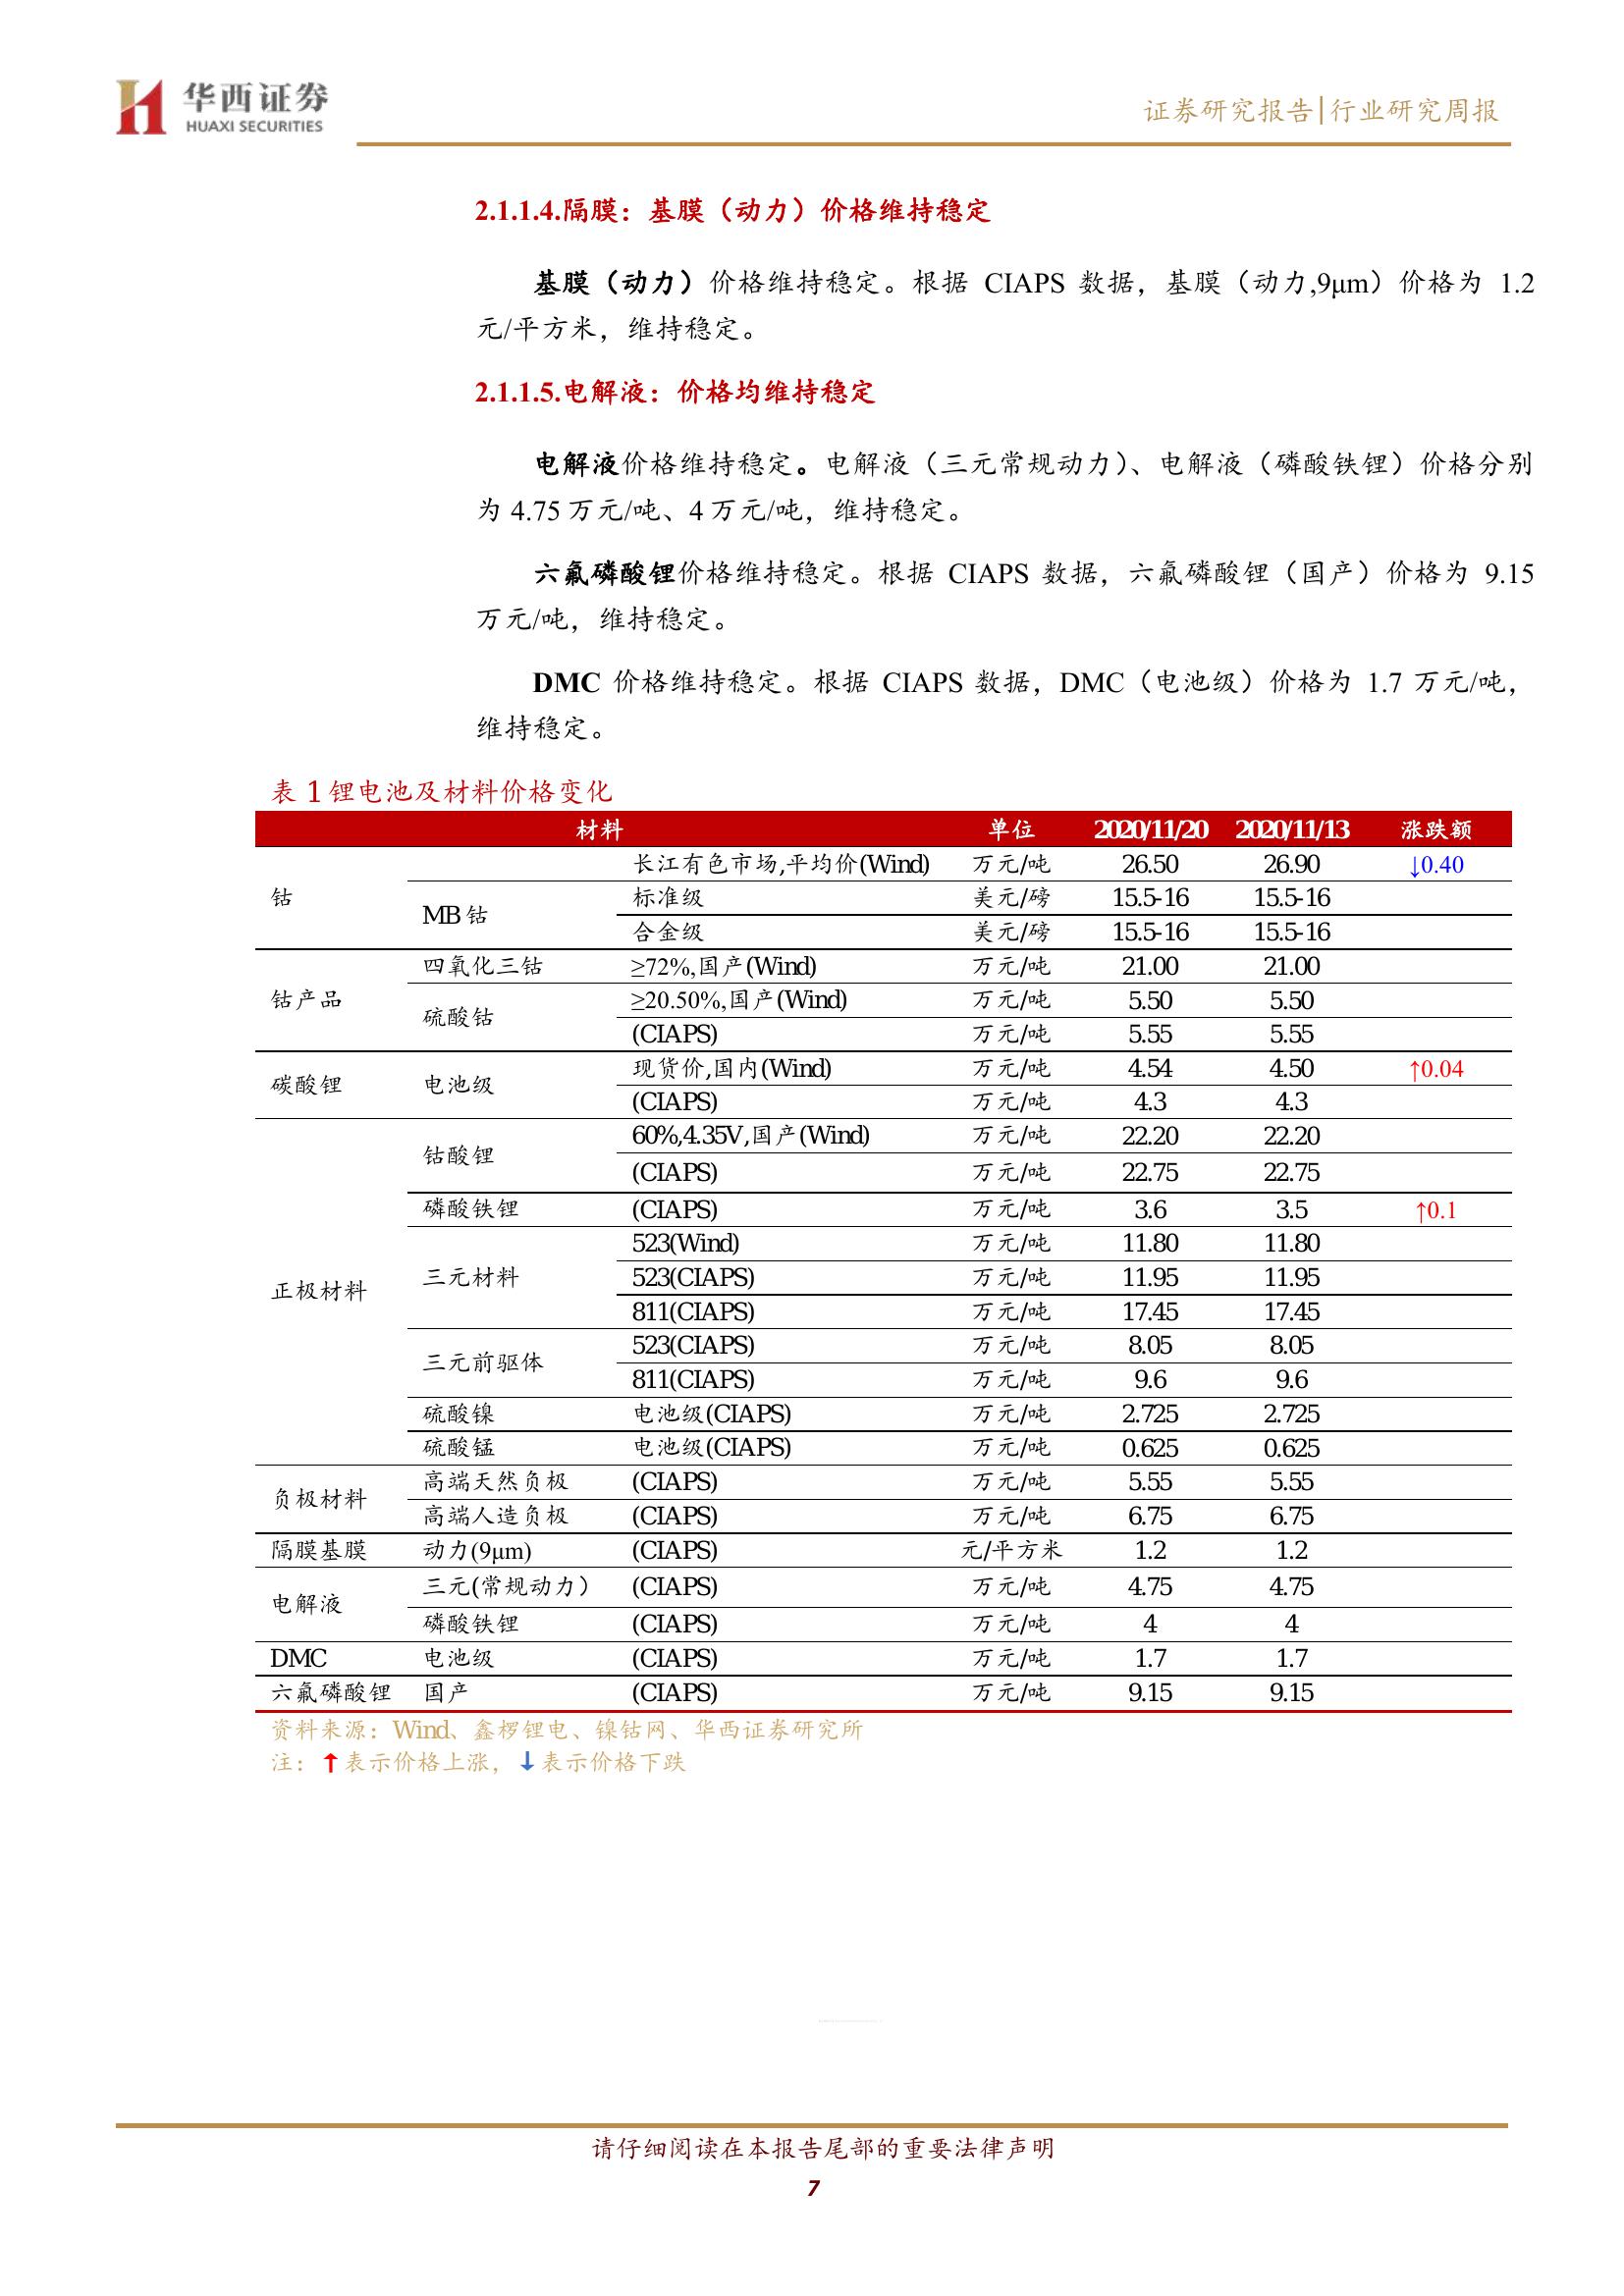 华西证券
HUAXI SECURITIES
证券研究报告|行业研究周报
2.1.1.4.隔膜：基膜（动力）价格维持稳定
基膜（动力）价格维持稳定。根据 CIAPS 数据，基膜（动力,9μm）价格为 1.2
元/平方米，维持稳定。
2.1.1.5.电解液：价格均维持稳定
电解液价格维持稳定。电解液（三元常规动力）、电解液（磷酸铁锂）价格分别
为 4.75 万元/吨、4 万元/吨，维持稳定。
六氟磷酸锂价格维持稳定。根据 CIAPS 数据，六氟磷酸锂（国产）价格为 9.15
万元/吨，维持稳定。
DMC 价格维持稳定。根据 CIAPS 数据，DMC（电池级）价格为 1.7 万元/吨，
维持稳定。
表 1 锂电池及材料价格变化
材料 单位 2020/11/20 2020/11/13 涨跌额
钴 长江有色市场,平均价(Wind) 万元/吨 26.50 26.90 ↓0.40
MB 钴 标准级 美元/磅 15.5-16 15.5-16
合金级 美元/磅 15.5-16 15.5-16
钴产品 四氧化三钴 ≥72%,国产(Wind) 万元/吨 21.00 21.00
硫酸钴 ≥20.50%,国产(Wind) 万元/吨 5.50 5.50
(CIAPS) 万元/吨 5.55 5.55
碳酸锂 电池级 现货价,国内(Wind) 万元/吨 4.54 4.50 ↑0.04
(CIAPS) 万元/吨 4.3 4.3
正极材料 钴酸锂 60%,4.35V,国产(Wind) 万元/吨 22.20 22.20
(CIAPS) 万元/吨 22.75 22.75
磷酸铁锂 (CIAPS) 万元/吨 3.6 3.5 ↑0.1
三元材料 523(Wind) 万元/吨 11.80 11.80
523(CIAPS) 万元/吨 11.95 11.95
811(CIAPS) 万元/吨 17.45 17.45
三元前驱体 523(CIAPS) 万元/吨 8.05 8.05
811(CIAPS) 万元/吨 9.6 9.6
硫酸镍 电池级(CIAPS) 万元/吨 2.725 2.725
硫酸锰 电池级(CIAPS) 万元/吨 0.625 0.625
负极材料 高端天然负极 (CIAPS) 万元/吨 5.55 5.55
高端人造负极 (CIAPS) 万元/吨 6.75 6.75
隔膜基膜 动力(9μm) (CIAPS) 元/平方米 1.2 1.2
电解液 三元(常规动力） (CIAPS) 万元/吨 4.75 4.75
磷酸铁锂 (CIAPS) 万元/吨 4 4
DMC 电池级 (CIAPS) 万元/吨 1.7 1.7
六氟磷酸锂 国产 (CIAPS) 万元/吨 9.15 9.15
资料来源：Wind、鑫椤锂电、镍钴网、华西证券研究所
注：↑表示价格上涨，↓表示价格下跌
请仔细阅读在本报告尾部的重要法律声明
7